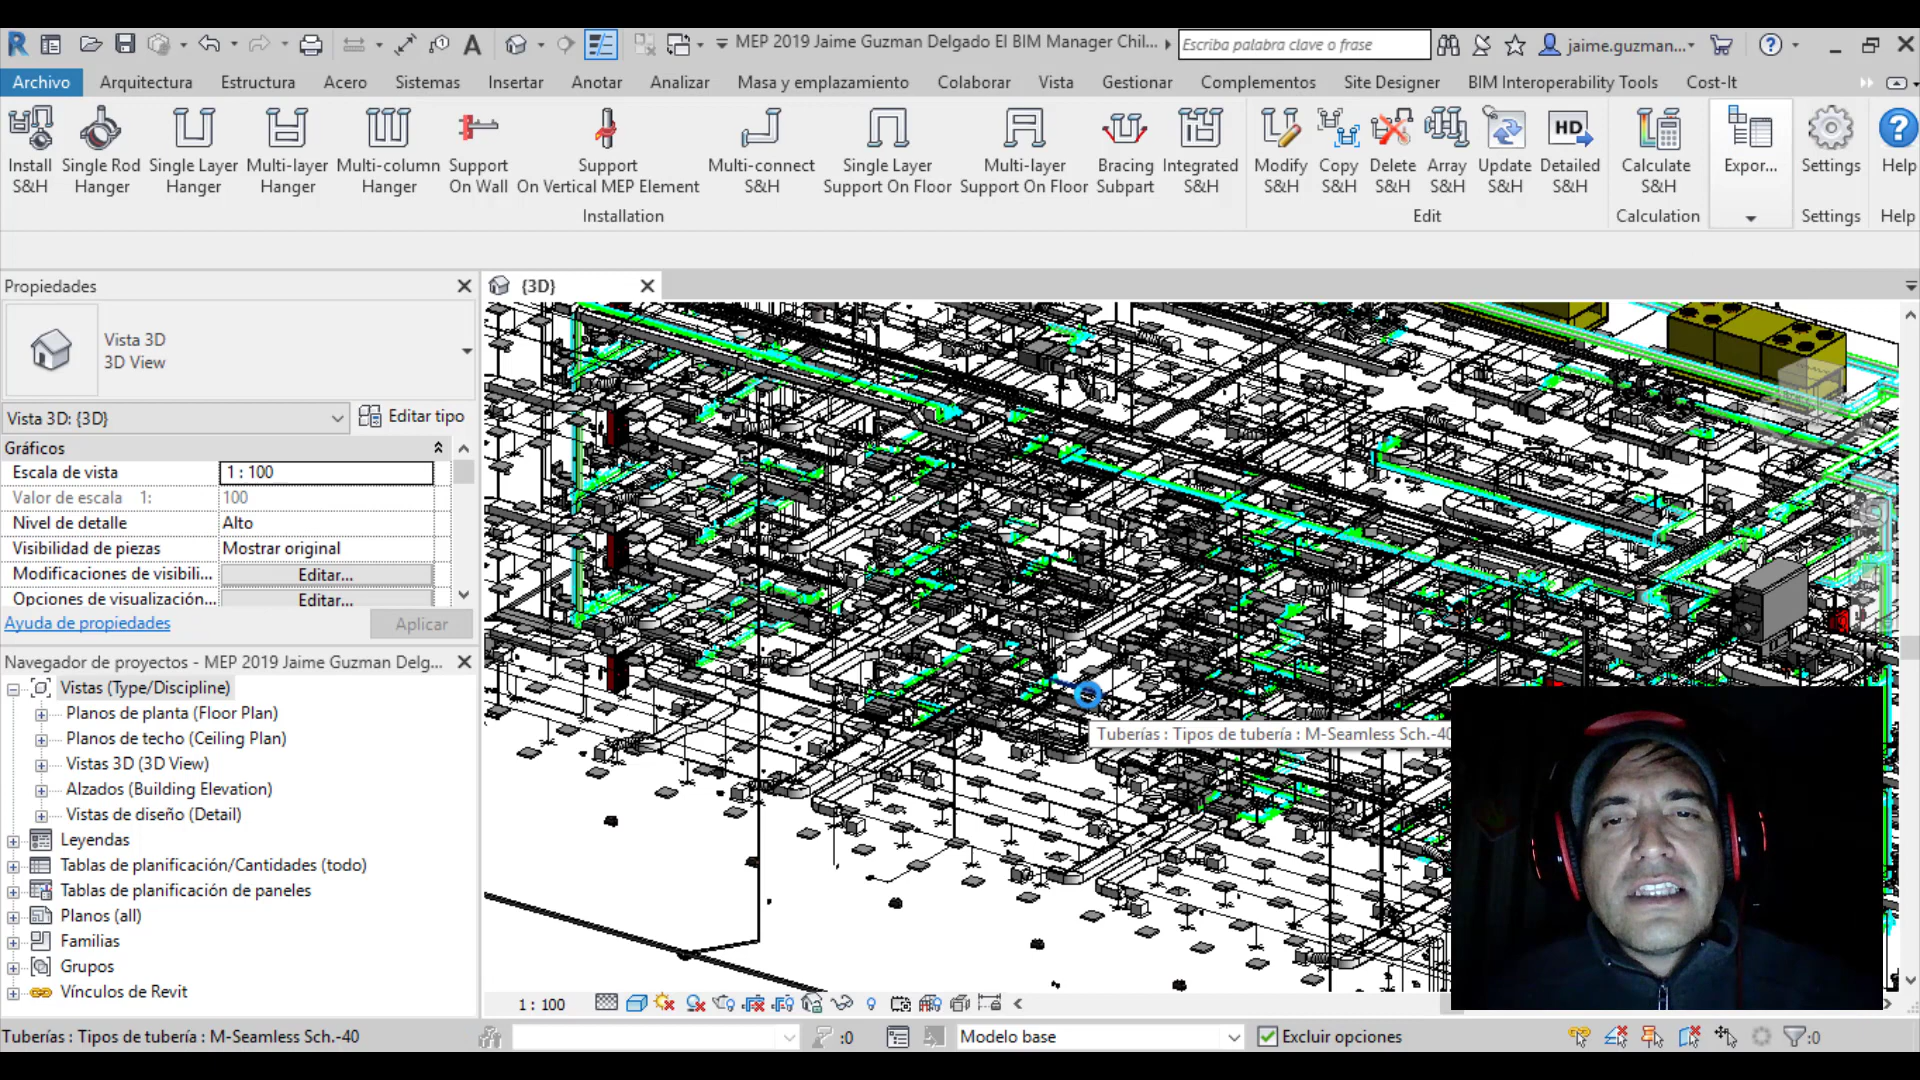 MEP 2019 Jaime Guzman Delgado El BIM Manager Chil...
Escriba palabra clave o frase
jaime.guzman...
Archivo Arquitectura Estructura Acero Sistemas Insertar Anotar Analizar Masa y emplazamiento Colaborar Vista Gestionar Complementos Site Designer BIM Interoperability Tools Cost-It
Install S&H
Single Rod Hanger
Single Layer Hanger
Multi-layer Hanger
Multi-column Hanger
Support On Wall
Support On Vertical MEP Element
Multi-connect S&H
Single Layer Support On Floor
Multi-layer Support On Floor
Bracing Subpart
Integrated S&H
Modify S&H
Copy S&H
Delete S&H
Array S&H
Update S&H
HD
Detailed S&H
Calculate S&H
Expor...
Settings
Help
Installation Edit Calculation Settings Help
Propiedades
{3D}
Vista 3D
3D View
Vista 3D: {3D}
Editar tipo
Gráficos
Escala de vista 1 : 100
Valor de escala 1: 100
Nivel de detalle Alto
Visibilidad de piezas Mostrar original
Modificaciones de visibili... Editar...
Opciones de visualización... Editar...
Ayuda de propiedades
Aplicar
Navegador de proyectos - MEP 2019 Jaime Guzman Delg...
Vistas (Type/Discipline)
Planos de planta (Floor Plan)
Planos de techo (Ceiling Plan)
Vistas 3D (3D View)
Alzados (Building Elevation)
Vistas de diseño (Detail)
Leyendas
Tablas de planificación/Cantidades (todo)
Tablas de planificación de paneles
Planos (all)
Familias
Grupos
Vínculos de Revit
Tuberías : Tipos de tubería : M-Seamless Sch.-40
1 : 100
Tuberías : Tipos de tubería : M-Seamless Sch.-40
:0
Modelo base
Excluir opciones
:0